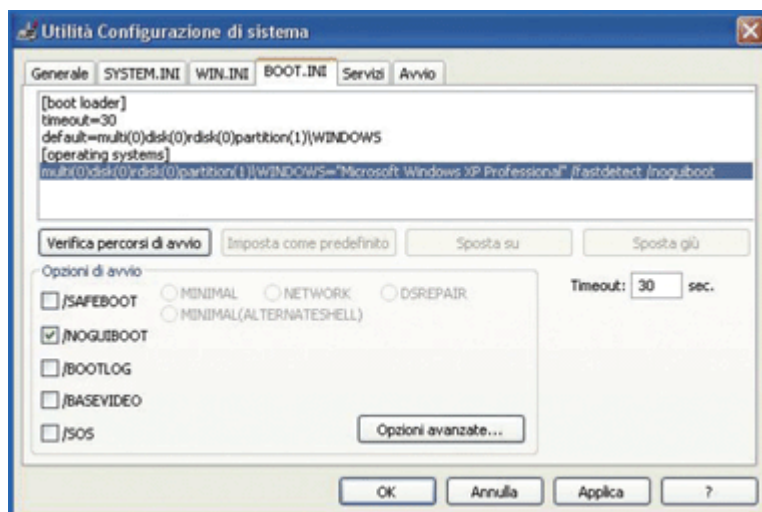 Utilità Configurazione di sistema
Generale SYSTEM.INI WIN.INI BOOT.INI Servizi Avvio
[boot loader]
timeout=30
default=multi(0)disk(0)rdisk(0)partition(1)\WINDOWS
[operating systems]
multi(0)disk(0)rdisk(0)partition(1)\WINDOWS="Microsoft Windows XP Professional" /fastdetect /noguiboot
Verifica percorsi di avvio Imposta come predefinito Sposta su Sposta giù
Opzioni di avvio
/SAFEBOOT MINIMAL NETWORK DSREPAIR
MINIMAL(ALTERNATESHELL)
Timeout: 30 sec.
/NOGUIBOOT
/BOOTLOG
/BASEVIDEO
/SOS
Opzioni avanzate...
OK Annulla Applica ?